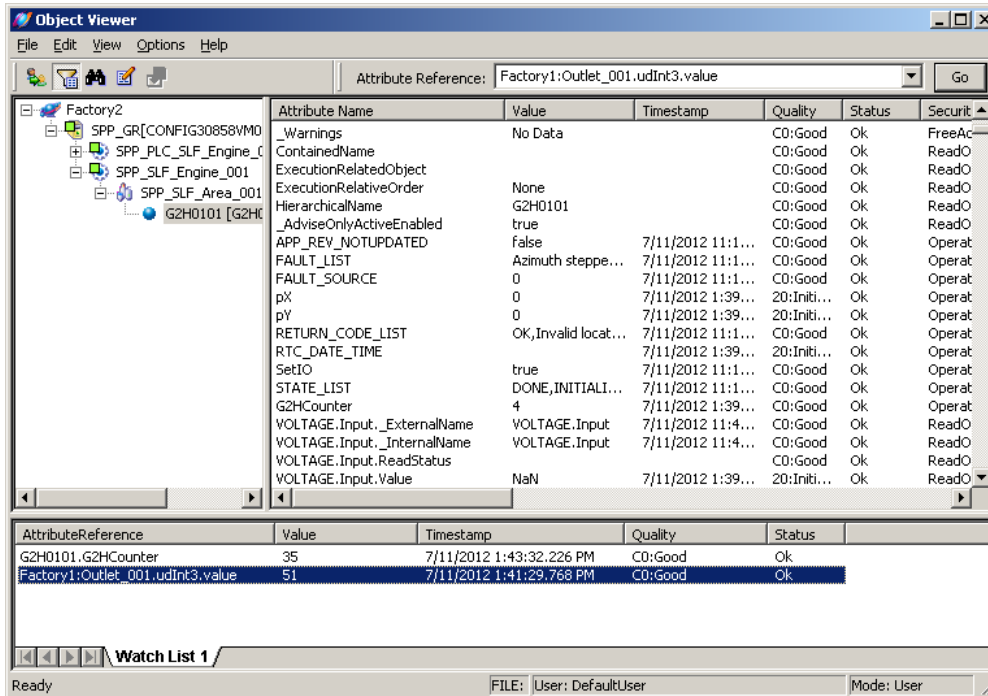 Object Viewer
File Edit View Options Help
Attribute Reference: Factory1:Outlet_001.udInt3.value Go
Factory2
SPP_GR[CONFIG30858VM0
SPP_PLC_SLF_Engine_0
SPP_SLF_Engine_001
SPP_SLF_Area_001
G2H0101 [G2H0
Attribute Name Value Timestamp Quality Status Securit
_Warnings No Data C0:Good Ok FreeAc
ContainedName C0:Good Ok ReadO
ExecutionRelatedObject C0:Good Ok ReadO
ExecutionRelativeOrder None C0:Good Ok ReadO
HierarchicalName G2H0101 C0:Good Ok ReadO
_AdviseOnlyActiveEnabled true C0:Good Ok ReadO
APP_REV_NOTUPDATED false 7/11/2012 11:1... C0:Good Ok Operat
FAULT_LIST Azimuth steppe... 7/11/2012 11:1... C0:Good Ok Operat
FAULT_SOURCE 0 7/11/2012 11:1... C0:Good Ok Operat
pX 0 7/11/2012 1:39... 20:Initi... Ok Operat
pY 0 7/11/2012 1:39... 20:Initi... Ok Operat
RETURN_CODE_LIST OK,Invalid locat... 7/11/2012 11:1... C0:Good Ok Operat
RTC_DATE_TIME 7/11/2012 1:39... 20:Initi... Ok Operat
SetIO true 7/11/2012 11:1... C0:Good Ok Operat
STATE_LIST DONE,INITIALI... 7/11/2012 11:1... C0:Good Ok Operat
G2HCounter 4 7/11/2012 1:39... C0:Good Ok Operat
VOLTAGE.Input._ExternalName VOLTAGE.Input 7/11/2012 11:4... C0:Good Ok ReadO
VOLTAGE.Input._InternalName VOLTAGE.Input 7/11/2012 11:4... C0:Good Ok ReadO
VOLTAGE.Input.ReadStatus C0:Good Ok ReadO
VOLTAGE.Input.Value NaN 7/11/2012 1:39... 20:Initi... Ok ReadO
AttributeReference Value Timestamp Quality Status
G2H0101.G2HCounter 35 7/11/2012 1:43:32.226 PM C0:Good Ok
Factory1:Outlet_001.udInt3.value 51 7/11/2012 1:41:29.768 PM C0:Good Ok
Watch List 1
Ready FILE: User: DefaultUser Mode: User